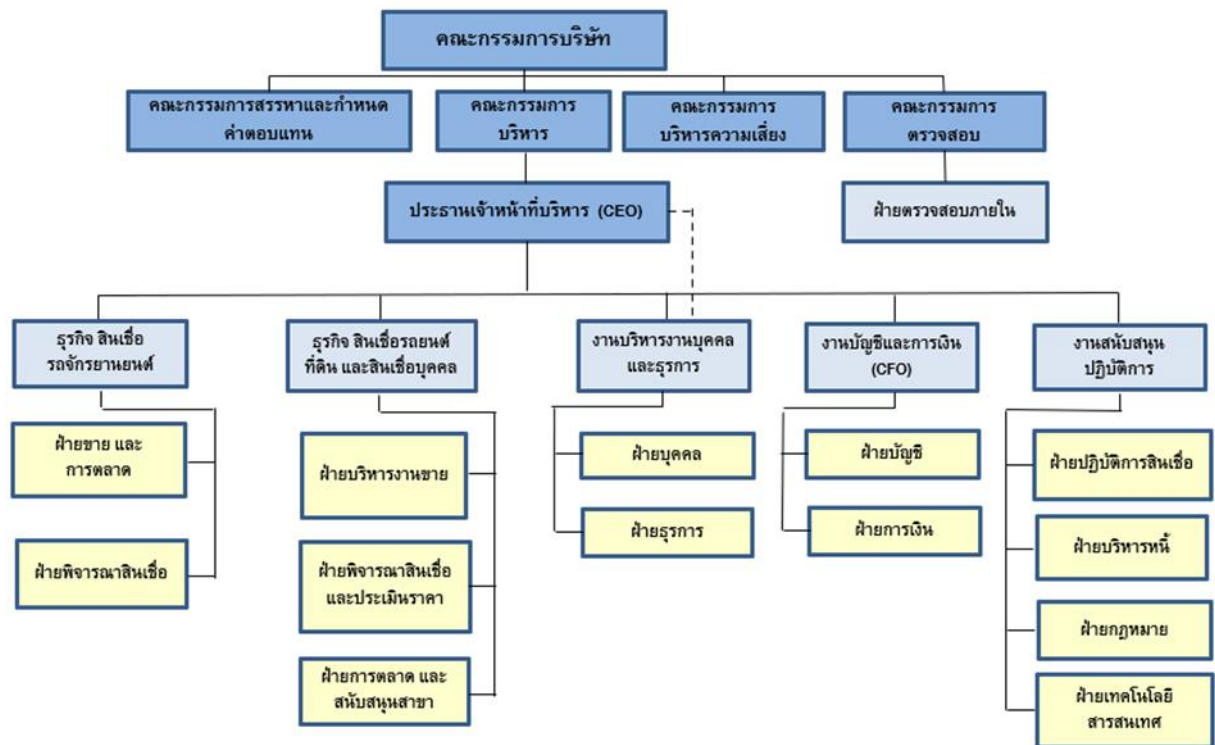 คณะกรรมการบริษัท
คณะกรรมการสรรหาและกำหนด
ค่าตอบแทน
คณะกรรมการ
บริหาร
คณะกรรมการ
บริหารความเสี่ยง
คณะกรรมการ
ตรวจสอบ
ประธานเจ้าหน้าที่บริหาร (CEO)
ฝ่ายตรวจสอบภายใน
ธุรกิจ สินเชื่อ
รถจักรยานยนต์
ธุรกิจ สินเชื่อรถยนต์
ที่ดิน และสินเชื่อบุคคล
งานบริหารงานบุคคล
และธุรการ
งานบัญชีและการเงิน
(CFO)
งานสนับสนุน
ปฏิบัติการ
ฝ่ายขาย และ
การตลาด
ฝ่ายพิจารณาสินเชื่อ
ฝ่ายบริหารงานขาย
ฝ่ายพิจารณาสินเชื่อ
และประเมินราคา
ฝ่ายการตลาด และ
สนับสนุนสาขา
ฝ่ายบุคคล
ฝ่ายธุรการ
ฝ่ายบัญชี
ฝ่ายการเงิน
ฝ่ายปฏิบัติการสินเชื่อ
ฝ่ายบริหารหนี้
ฝ่ายกฎหมาย
ฝ่ายเทคโนโลยี
สารสนเทศ